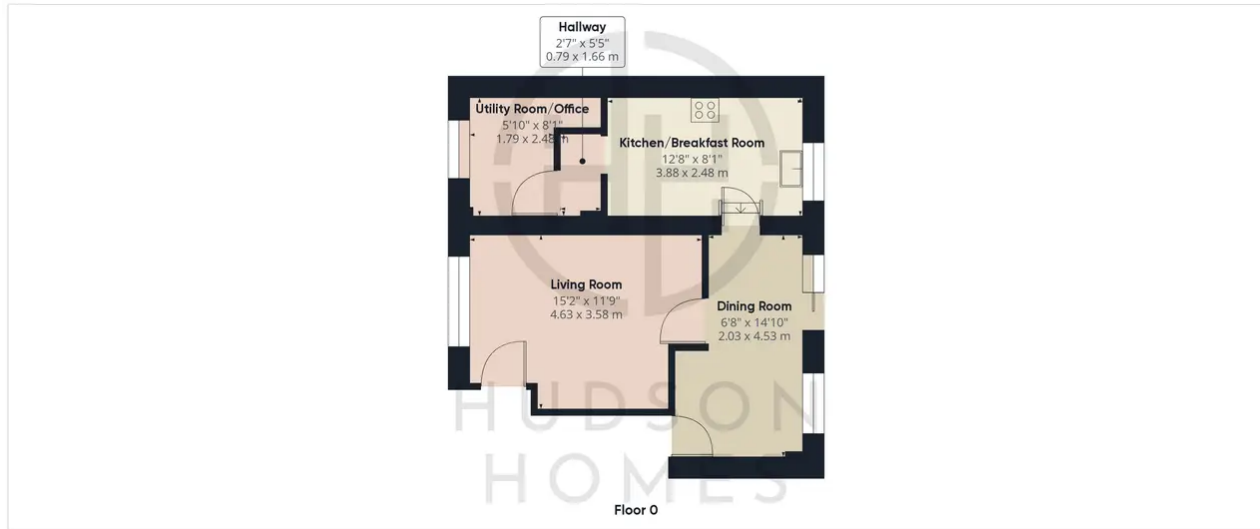 Hallway
2'7" x 5'5"
0.79 x 1.66 m
Utility Room/Office
5'10" x 8'1"
1.79 x 2.48 m
Kitchen/Breakfast Room
12'8" x 8'1"
3.88 x 2.48 m
Living Room
15'2" x 11'9"
4.63 x 3.58 m
Dining Room
6'8" x 14'10"
2.03 x 4.53 m
HUDSON
HOMES
Floor 0